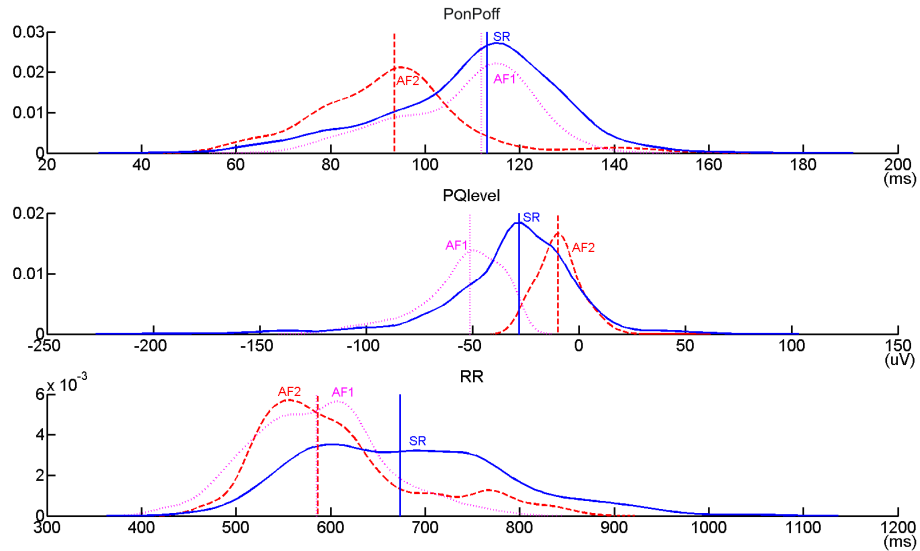 PonPoff
0.03
0.02
0.01
0
SR
AF1
AF2
20 40 60 80 100 120 140 160 180 200
(ms)
PQlevel
0.02
0.01
0
AF1
SR
AF2
-250 -200 -150 -100 -50 0 50 100 150
(uV)
RR
6 x 10⁻³
4
2
0
AF2
AF1
SR
300 400 500 600 700 800 900 1000 1100 1200
(ms)